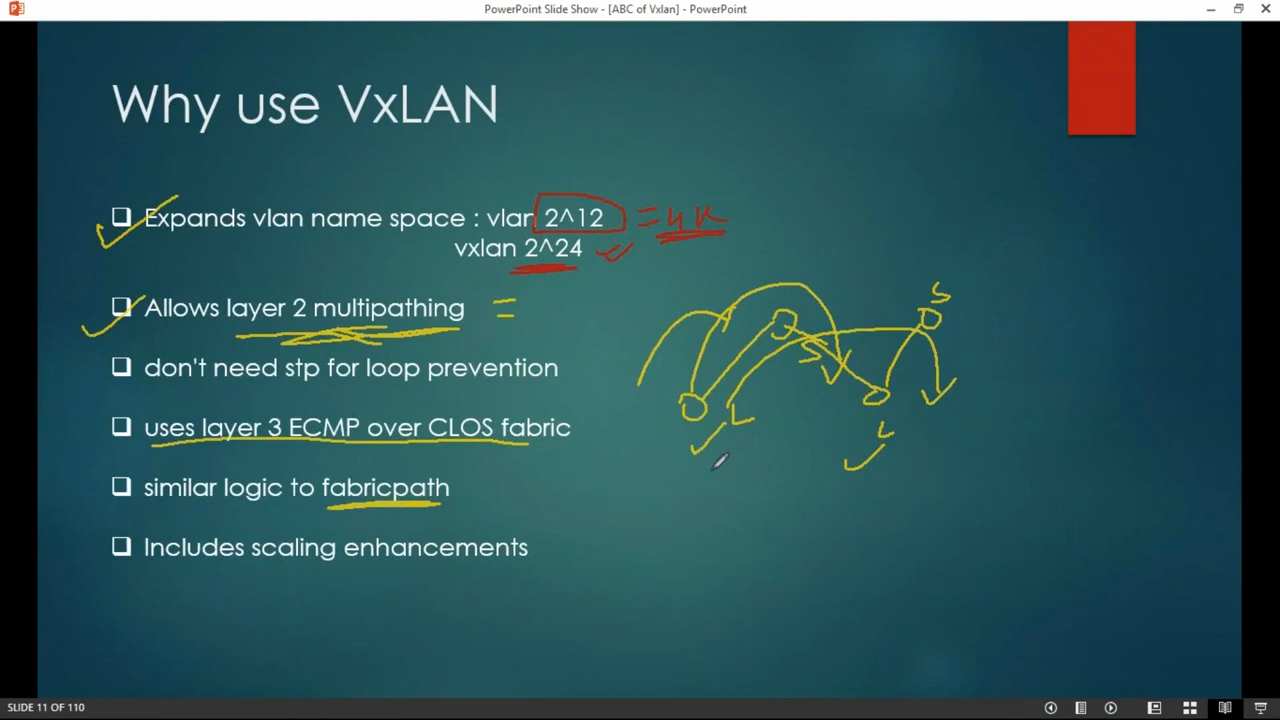 PowerPoint Slide Show - [ABC of Vxlan] - PowerPoint
Why use VxLAN
Expands vlan name space : vlan 2^12 = 4K
vxlan 2^24
Allows layer 2 multipathing =
don't need stp for loop prevention
uses layer 3 ECMP over CLOS fabric
similar logic to fabricpath
Includes scaling enhancements
S
S
L
L
SLIDE 11 OF 110